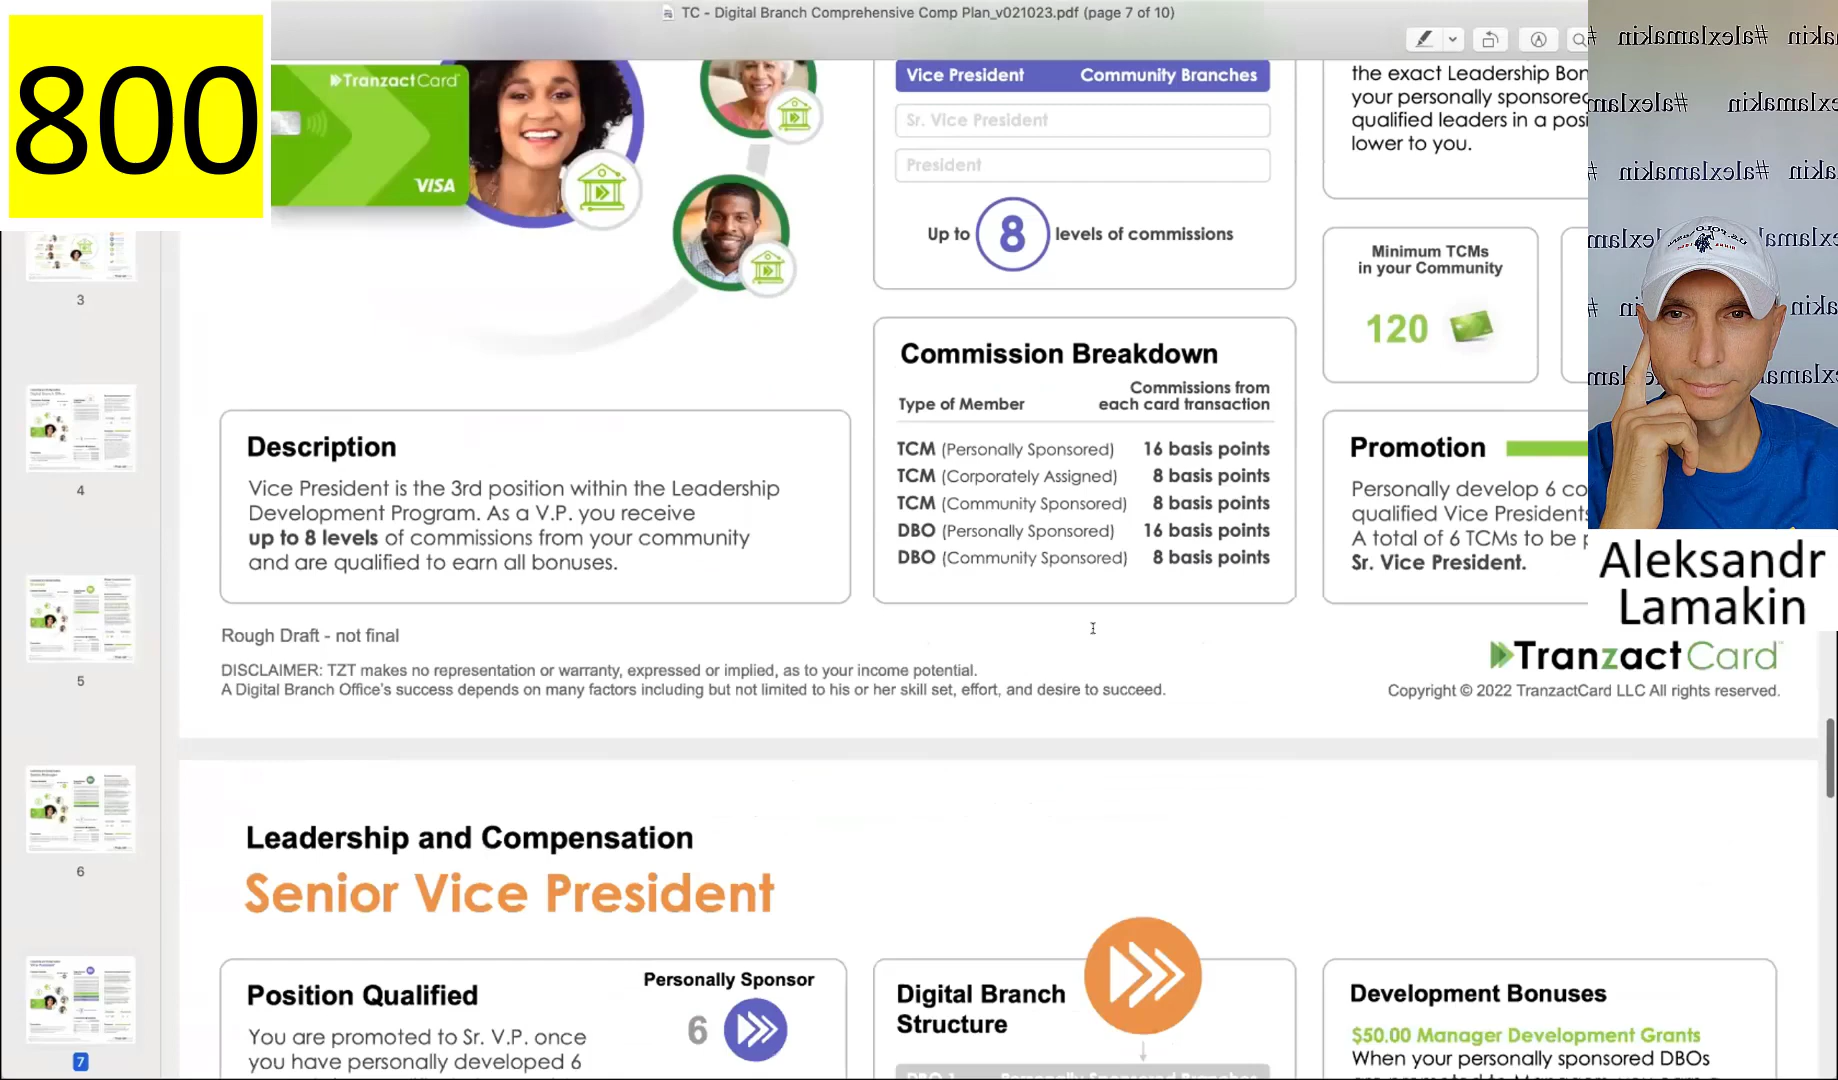 800
TC - Digital Branch Comprehensive Comp Plan_v021023.pdf (page 7 of 10)
TranzactCard
VISA
Vice President Community Branches
Sr. Vice President
President
Up to 8 levels of commissions
the exact Leadership Bon
your personally sponsored
qualified leaders in a posi
lower to you.
Minimum TCMs
in your Community
120
Commission Breakdown
Type of Member
Commissions from
each card transaction
TCM (Personally Sponsored) 16 basis points
TCM (Corporately Assigned) 8 basis points
TCM (Community Sponsored) 8 basis points
DBO (Personally Sponsored) 16 basis points
DBO (Community Sponsored) 8 basis points
Description
Vice President is the 3rd position within the Leadership
Development Program. As a V.P. you receive
up to 8 levels of commissions from your community
and are qualified to earn all bonuses.
Promotion
Personally develop 6 co
qualified Vice Presidents
A total of 6 TCMs to be
Sr. Vice President.
Rough Draft - not final
DISCLAIMER: TZT makes no representation or warranty, expressed or implied, as to your income potential.
A Digital Branch Office's success depends on many factors including but not limited to his or her skill set, effort, and desire to succeed.
TranzactCard™
Copyright © 2022 TranzactCard LLC All rights reserved.
Leadership and Compensation
Senior Vice President
Position Qualified
You are promoted to Sr. V.P. once
you have personally developed 6
Personally Sponsor
6
Digital Branch
Structure
DBO 1 Personally Sponsored Branches
Development Bonuses
$50.00 Manager Development Grants
When your personally sponsored DBOs
3
4
5
6
7
#alexlamakin
#alexlamakin
#alexlamakin
Aleksandr
Lamakin